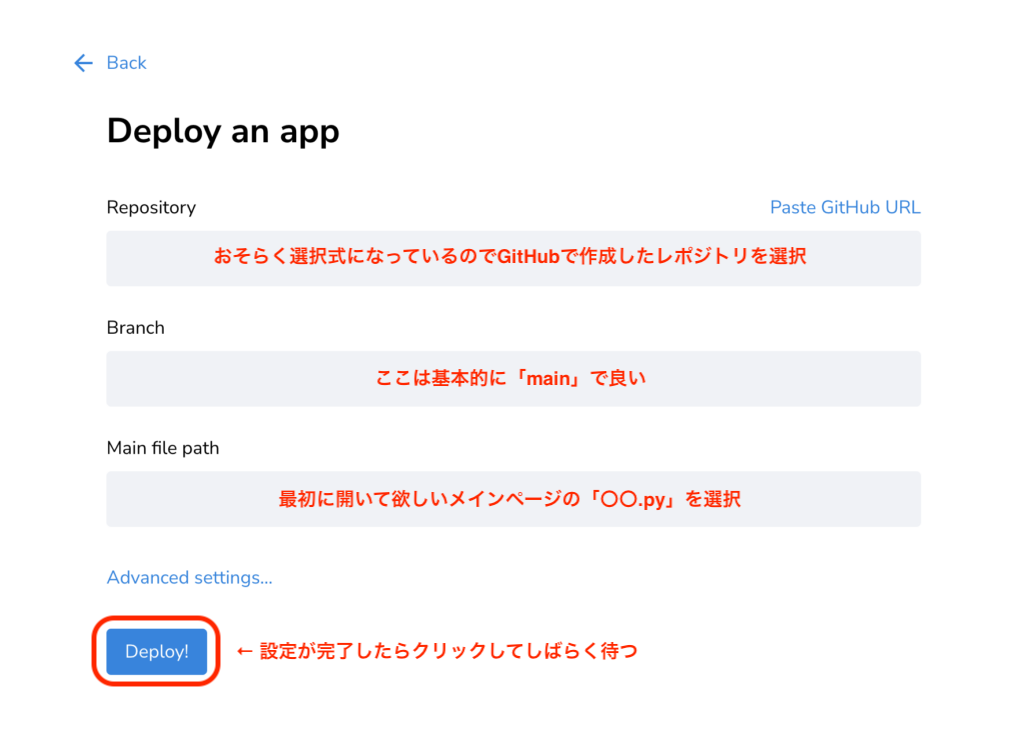 ← Back
Deploy an app
Repository
Paste GitHub URL
おそらく選択式になっているのでGitHubで作成したレポジトリを選択
Branch
ここは基本的に「main」で良い
Main file path
最初に開いて欲しいメインページの「〇〇.py」を選択
Advanced settings...
Deploy!
← 設定が完了したらクリックしてしばらく待つ